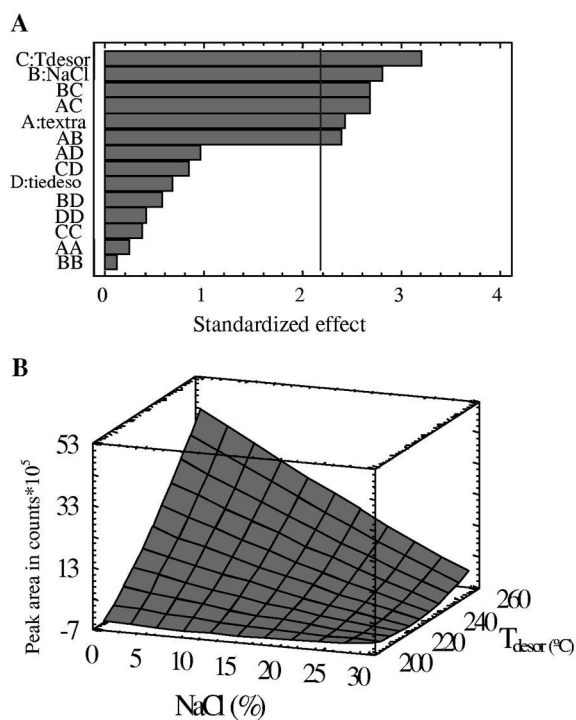 A
C:Tdesor
B:NaCl
BC
AC
A:textra
AB
AD
CD
D:tiedeso
BD
DD
CC
AA
BB
0 1 2 3 4
Standardized effect
B
Peak area in counts*10⁵
53
33
13
-7
0 5 10 15 20 25 30
NaCl (%)
200 220 240 260
Tdesor (ºC)